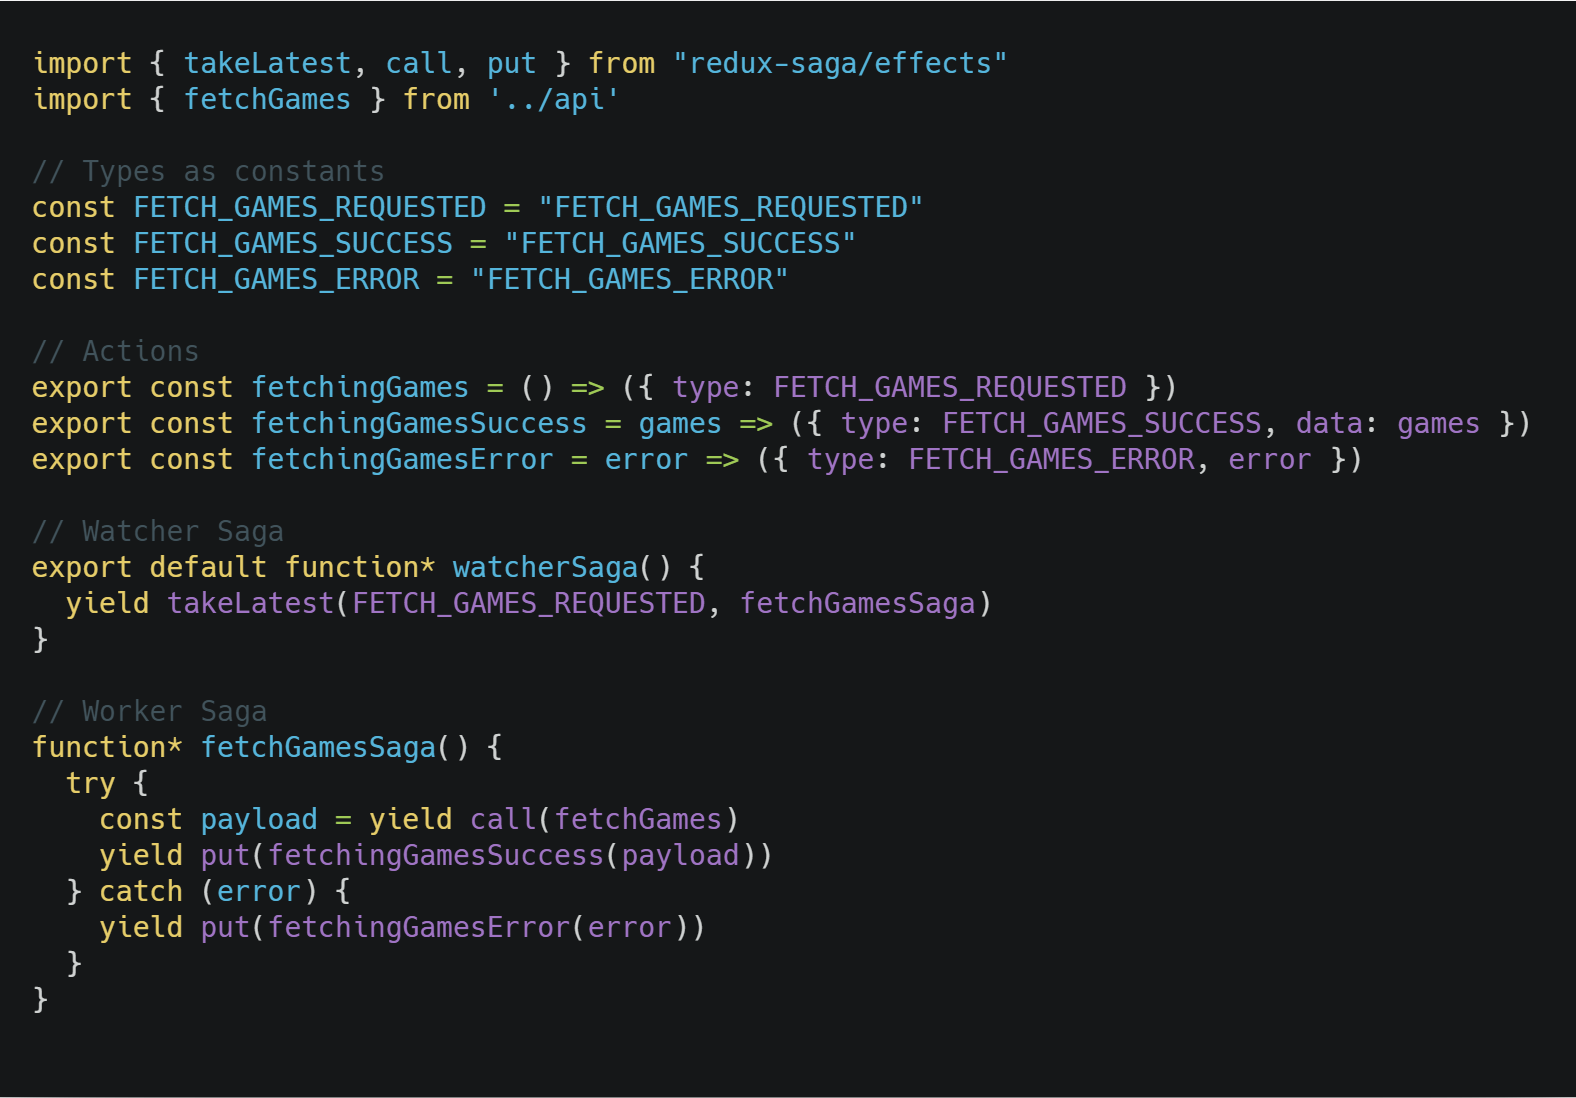 import { takeLatest, call, put } from "redux-saga/effects"
import { fetchGames } from '../api'

// Types as constants
const FETCH_GAMES_REQUESTED = "FETCH_GAMES_REQUESTED"
const FETCH_GAMES_SUCCESS = "FETCH_GAMES_SUCCESS"
const FETCH_GAMES_ERROR = "FETCH_GAMES_ERROR"

// Actions
export const fetchingGames = () => ({ type: FETCH_GAMES_REQUESTED })
export const fetchingGamesSuccess = games => ({ type: FETCH_GAMES_SUCCESS, data: games })
export const fetchingGamesError = error => ({ type: FETCH_GAMES_ERROR, error })

// Watcher Saga
export default function* watcherSaga() {
  yield takeLatest(FETCH_GAMES_REQUESTED, fetchGamesSaga)
}

// Worker Saga
function* fetchGamesSaga() {
  try {
    const payload = yield call(fetchGames)
    yield put(fetchingGamesSuccess(payload))
  } catch (error) {
    yield put(fetchingGamesError(error))
  }
}